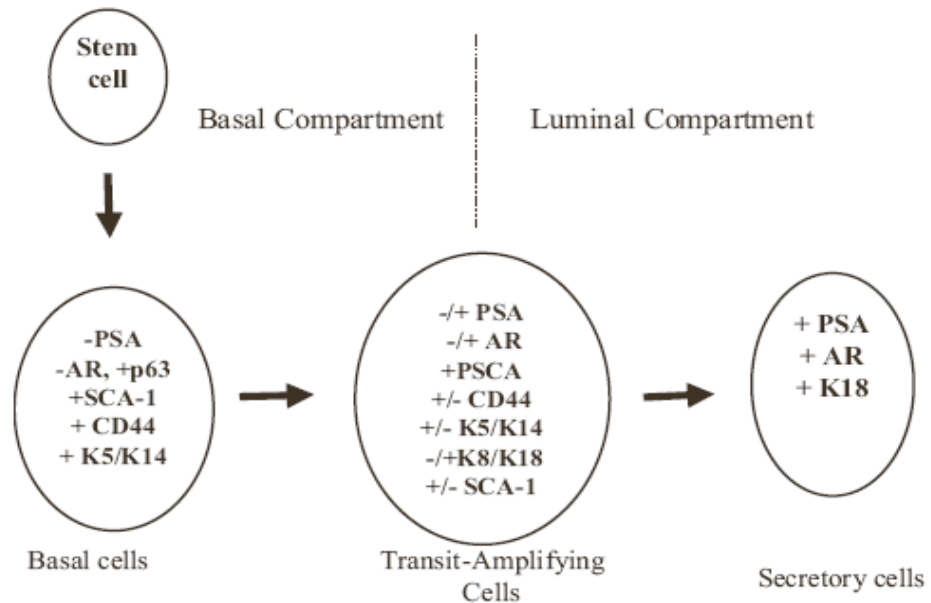 Stem
cell
Basal Compartment
Luminal Compartment
-PSA
-AR, +p63
+SCA-1
+ CD44
+ K5/K14
-/+ PSA
-/+ AR
+PSCA
+/- CD44
+/- K5/K14
-/+K8/K18
+/- SCA-1
+ PSA
+ AR
+ K18
Basal cells
Transit-Amplifying
Cells
Secretory cells